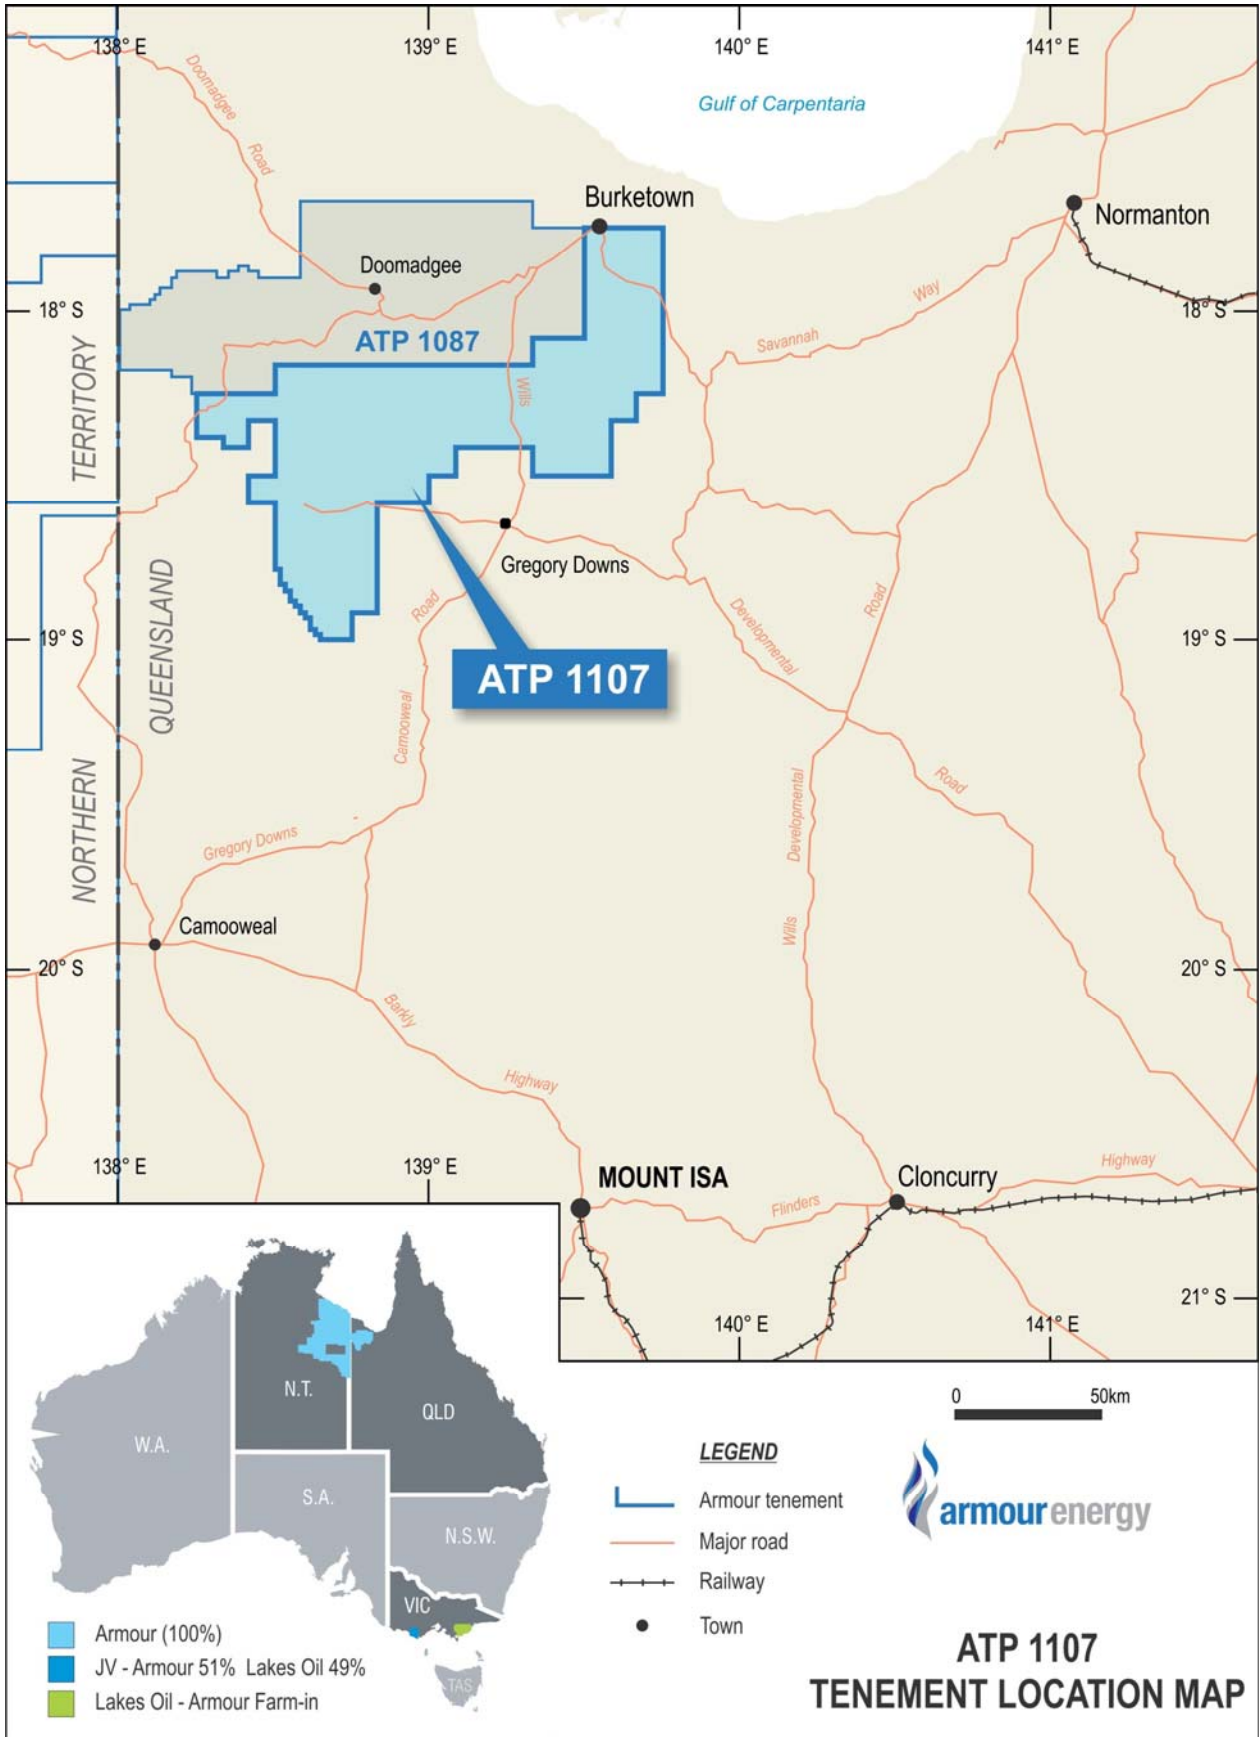 138° E
139° E
140° E
141° E
Gulf of Carpentaria
Doomadgee
Road
Burketown
Normanton
Doomadgee
18° S
18° S
ATP 1087
Savannah
Way
Wills
TERRITORY
QUEENSLAND
NORTHERN
Gregory Downs
Road
Developmental
Road
19° S
19° S
ATP 1107
Camooweal
Road
Developmental
Gregory Downs
Wills
Camooweal
20° S
20° S
Barkly
Highway
138° E
139° E
MOUNT ISA
Cloncurry
Highway
Flinders
21° S
140° E
141° E
N.T.
QLD
W.A.
S.A.
N.S.W.
VIC
TAS
0 50km
LEGEND
Armour tenement
Major road
Railway
Town
armourenergy
Armour (100%)
JV - Armour 51% Lakes Oil 49%
Lakes Oil - Armour Farm-in
ATP 1107
TENEMENT LOCATION MAP